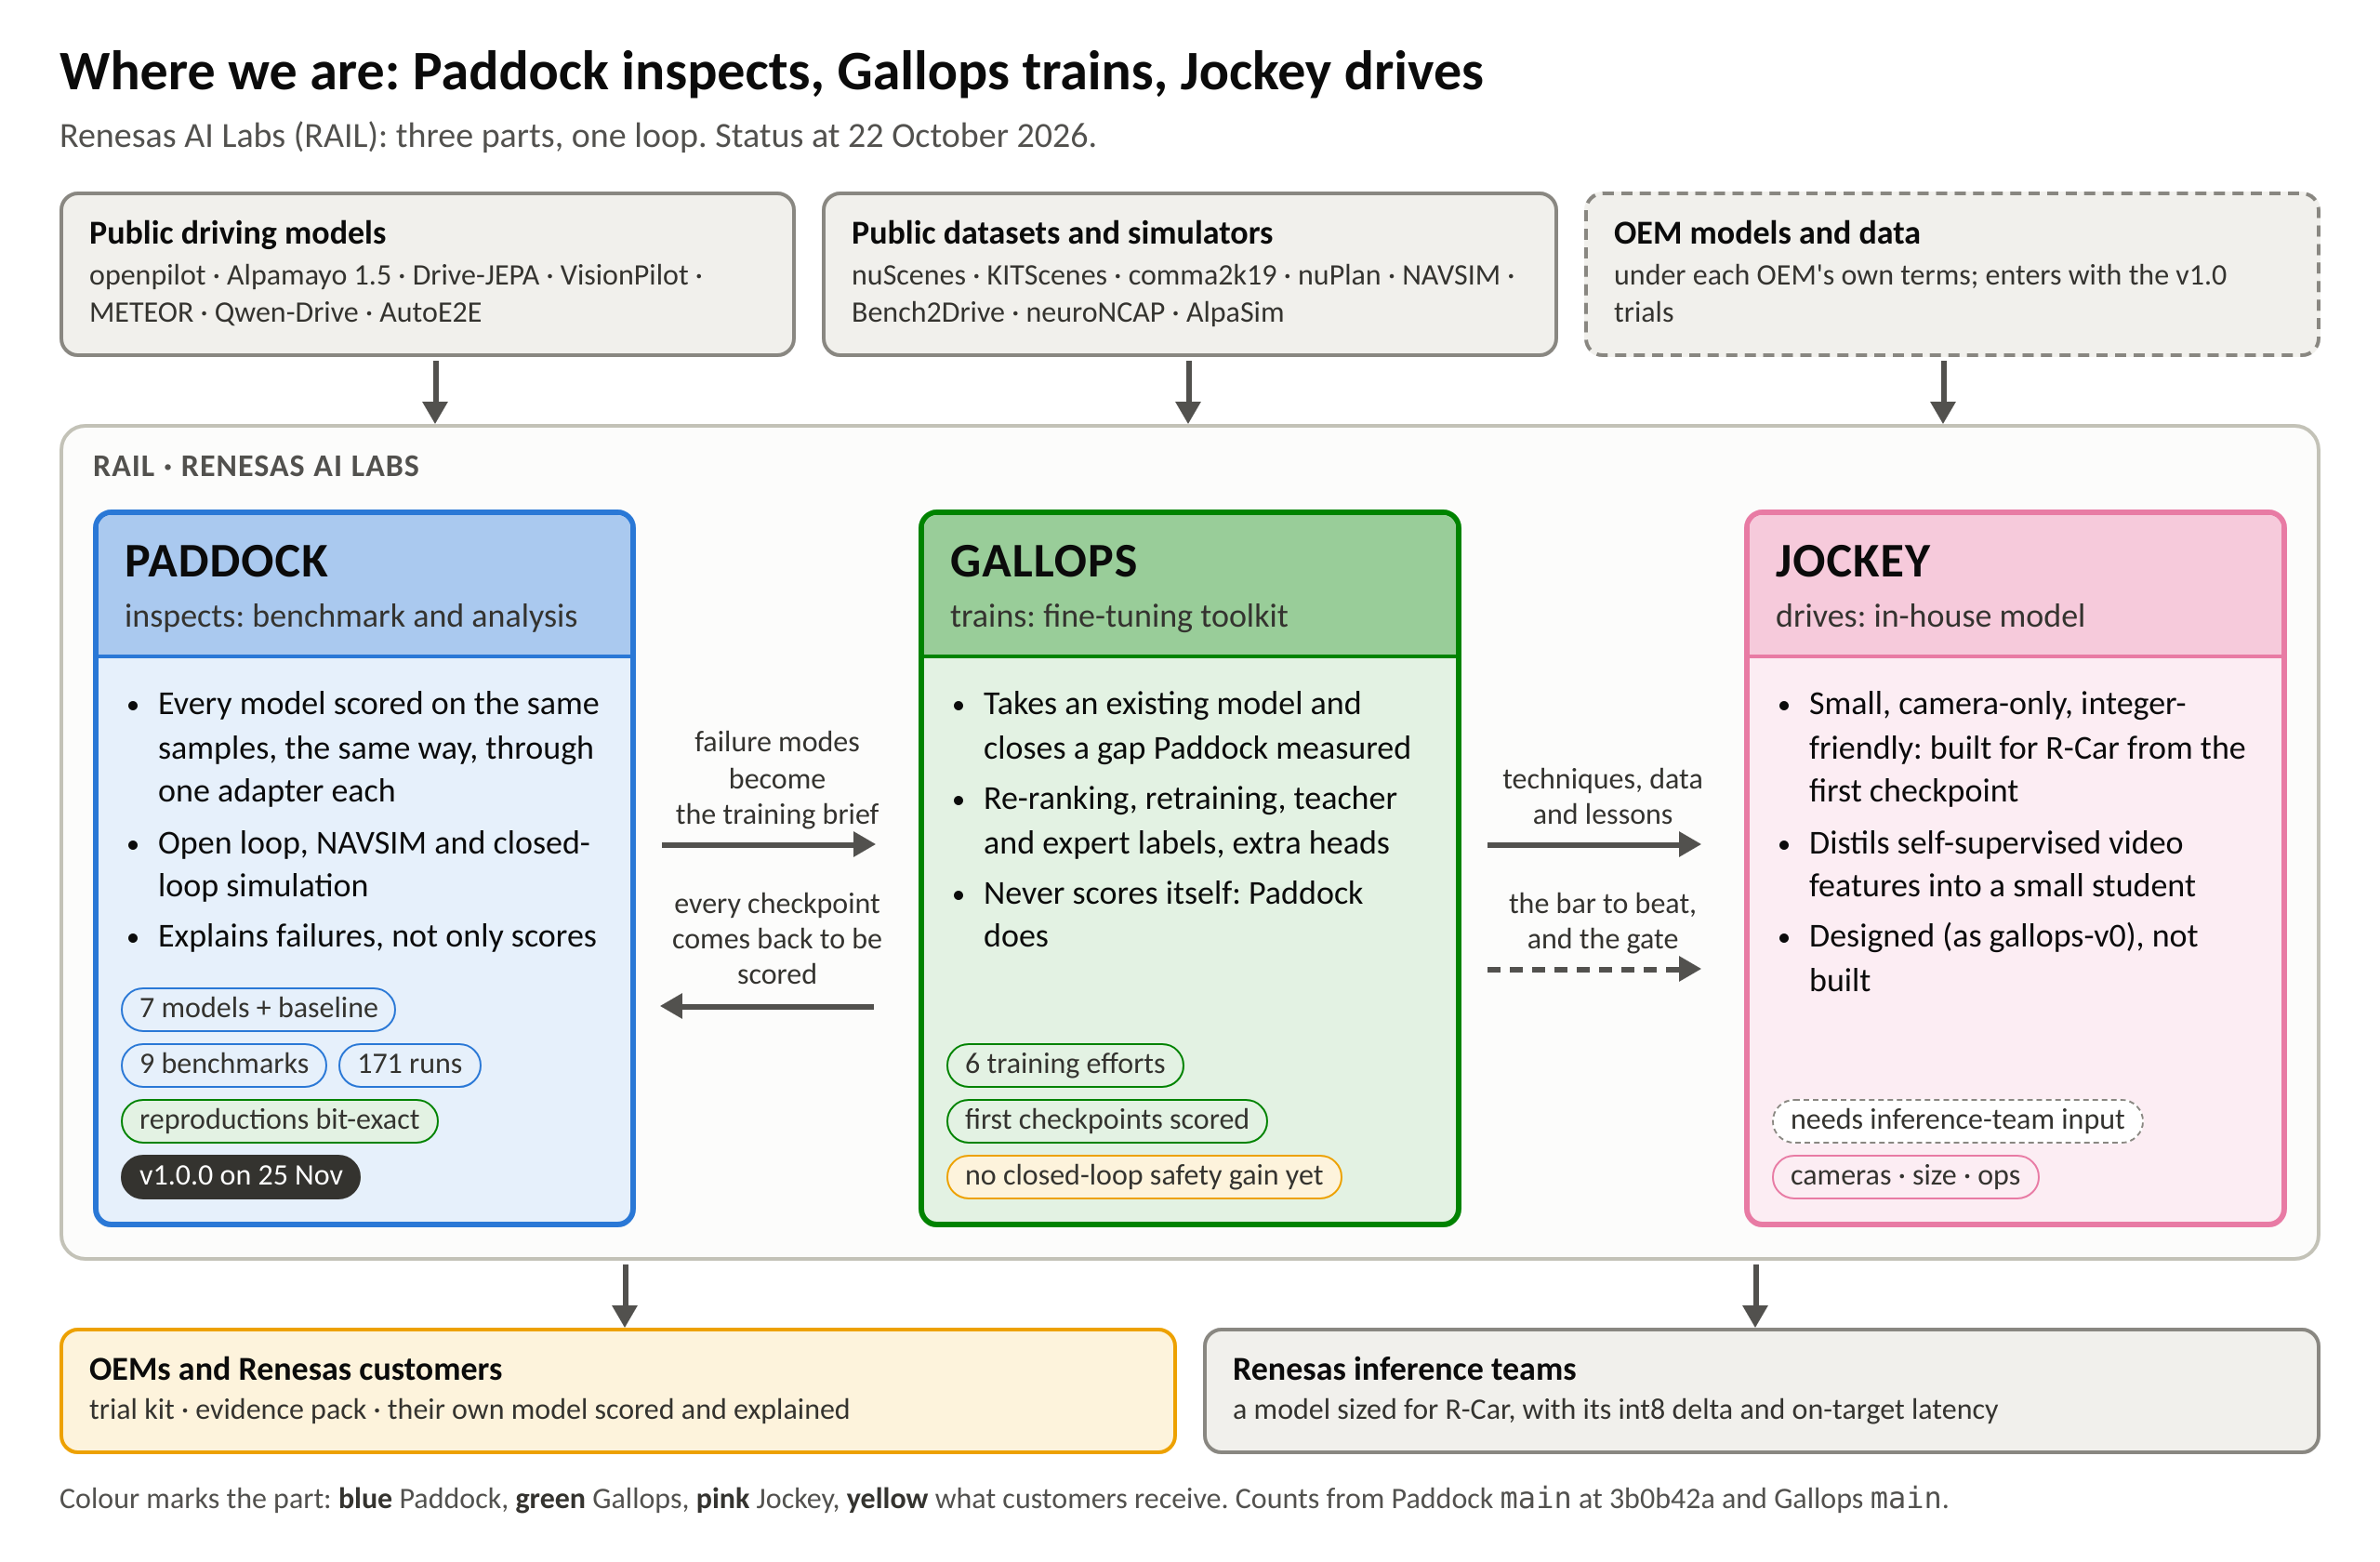 Where we are: Paddock inspects, Gallops trains, Jockey drives
Renesas AI Labs (RAIL): three parts, one loop. Status at 22 October 2026.
Public driving models
openpilot · Alpamayo 1.5 · Drive-JEPA · VisionPilot ·
METEOR · Qwen-Drive · AutoE2E
Public datasets and simulators
nuScenes · KITScenes · comma2k19 · nuPlan · NAVSIM ·
Bench2Drive · neuroNCAP · AlpaSim
OEM models and data
under each OEM's own terms; enters with the v1.0
trials
RAIL · RENESAS AI LABS
PADDOCK
inspects: benchmark and analysis
• Every model scored on the same
samples, the same way, through
one adapter each
• Open loop, NAVSIM and closed-
loop simulation
• Explains failures, not only scores
7 models + baseline
9 benchmarks
171 runs
reproductions bit-exact
v1.0.0 on 25 Nov
failure modes
become
the training brief
every checkpoint
comes back to be
scored
GALLOPS
trains: fine-tuning toolkit
• Takes an existing model and
closes a gap Paddock measured
• Re-ranking, retraining, teacher
and expert labels, extra heads
• Never scores itself: Paddock
does
6 training efforts
first checkpoints scored
no closed-loop safety gain yet
techniques, data
and lessons
the bar to beat,
and the gate
JOCKEY
drives: in-house model
• Small, camera-only, integer-
friendly: built for R-Car from the
first checkpoint
• Distils self-supervised video
features into a small student
• Designed (as gallops-v0), not
built
needs inference-team input
cameras · size · ops
OEMs and Renesas customers
trial kit · evidence pack · their own model scored and explained
Renesas inference teams
a model sized for R-Car, with its int8 delta and on-target latency
Colour marks the part: blue Paddock, green Gallops, pink Jockey, yellow what customers receive. Counts from Paddock main at 3b0b42a and Gallops main.